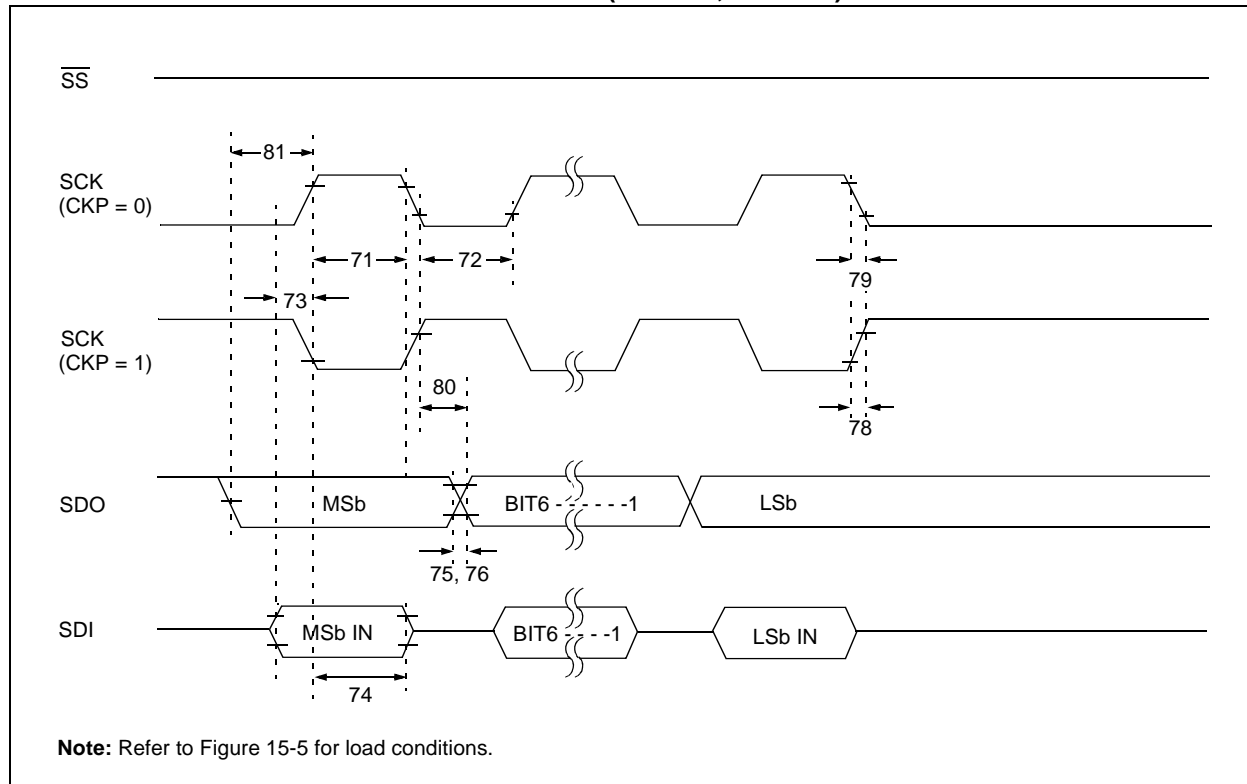 SS
81
SCK
(CKP = 0)
71
72
79
73
SCK
(CKP = 1)
80
78
SDO
MSb
BIT6 - - - - - -1
LSb
75, 76
SDI
MSb IN
BIT6 - - - -1
LSb IN
74
Note: Refer to Figure 15-5 for load conditions.